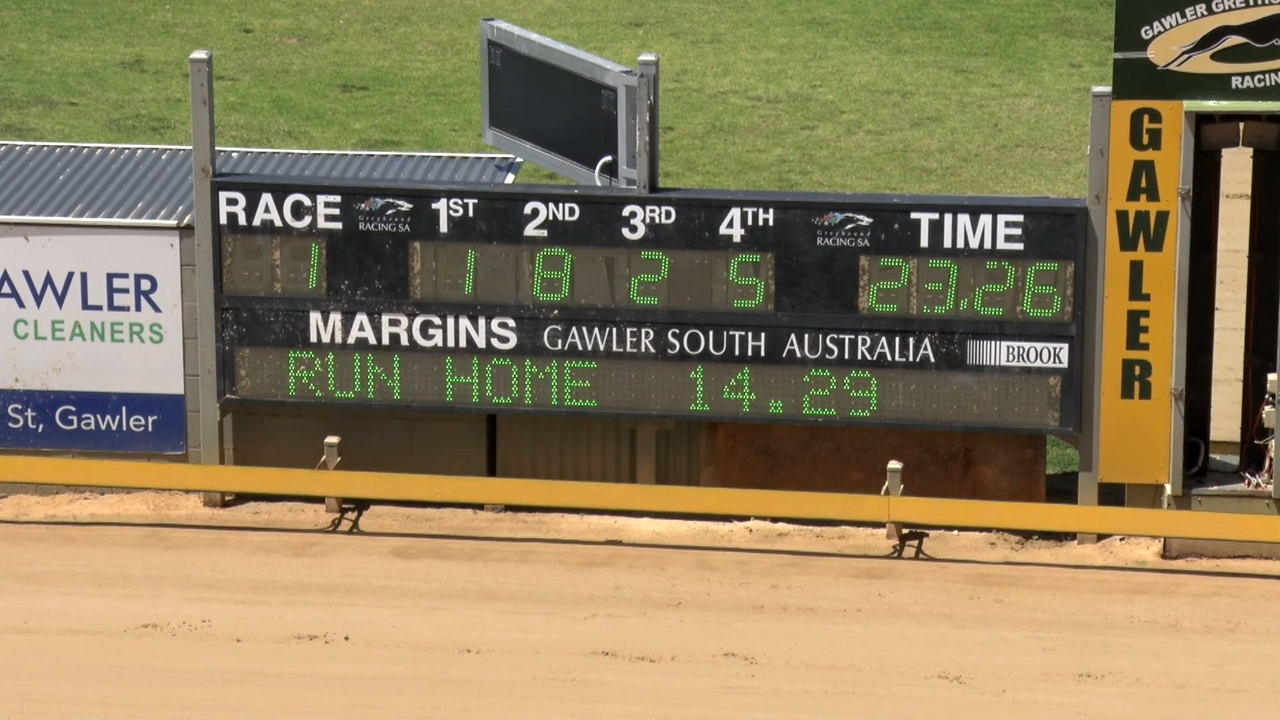 GAWLER GREYHO
RACIN
GAWLER
RACE
Greyhound
RACING SA
1ST
2ND
3RD
4TH
Greyhound
RACING SA
TIME
1
1
8
2
5
23.26
MARGINS
GAWLER SOUTH AUSTRALIA
BROOK
RUN HOME 14.29
AWLER
CLEANERS
St, Gawler